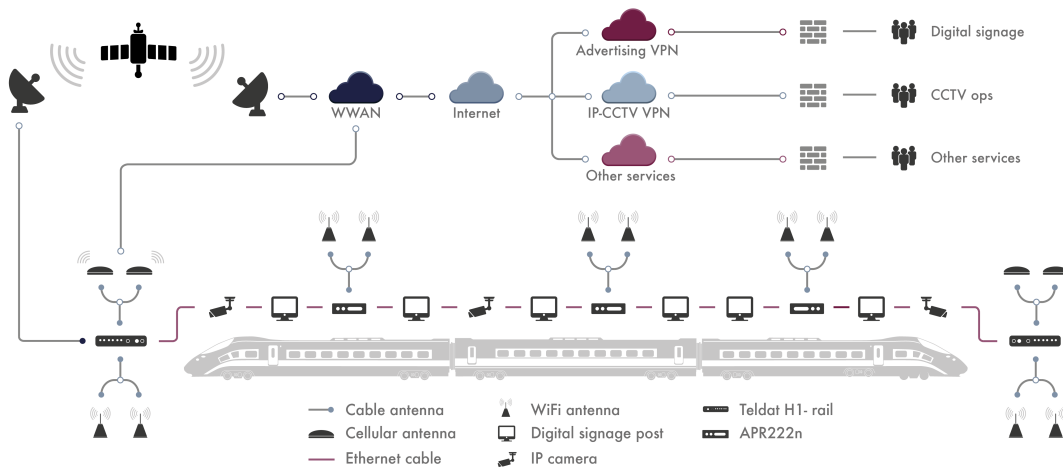 Advertising VPN
Digital signage
WWAN
Internet
IP-CCTV VPN
CCTV ops
Other services
Other services
Cable antenna
WiFi antenna
Teldat H1- rail
Cellular antenna
Digital signage post
APR222n
Ethernet cable
IP camera